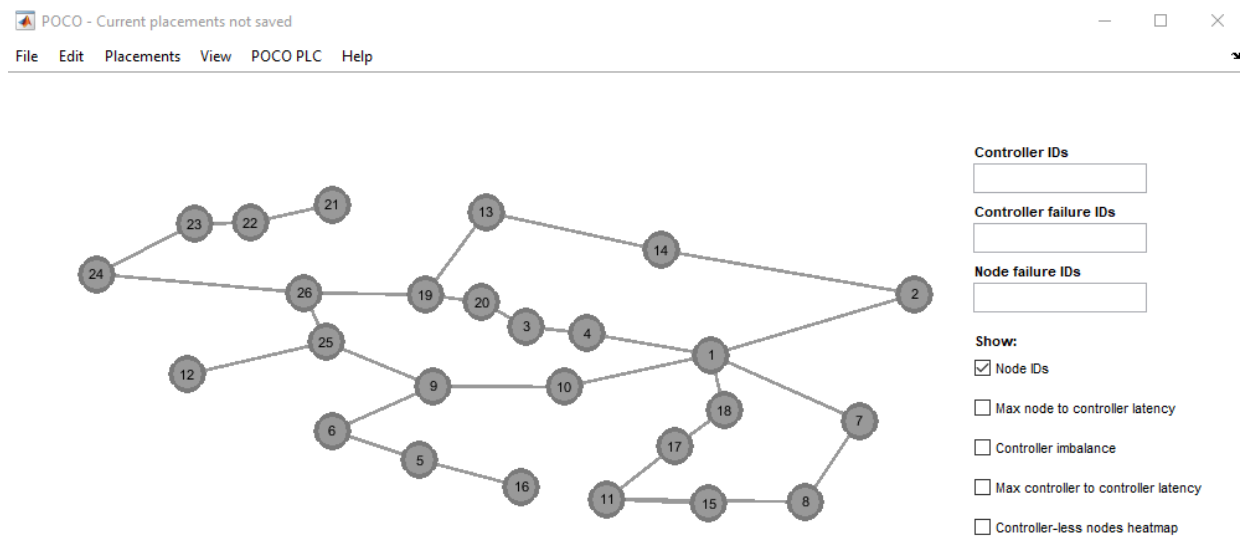 POCO - Current placements not saved
File Edit Placements View POCO PLC Help
Controller IDs
Controller failure IDs
Node failure IDs
Show:
Node IDs
Max node to controller latency
Controller imbalance
Max controller to controller latency
Controller-less nodes heatmap
21
23
22
13
14
24
26
19
20
2
3
4
25
1
12
9
10
18
7
6
17
5
16
11
15
8